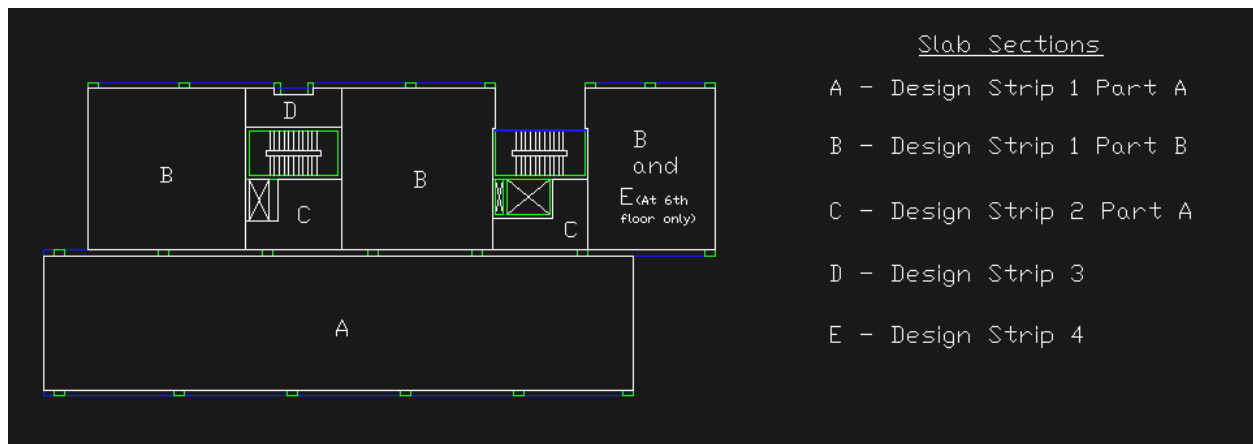 Slab Sections
A - Design Strip 1 Part A
B - Design Strip 1 Part B
C - Design Strip 2 Part A
D - Design Strip 3
E - Design Strip 4
D
B
B
C
B
and
E(At 6th
floor only)
C
A